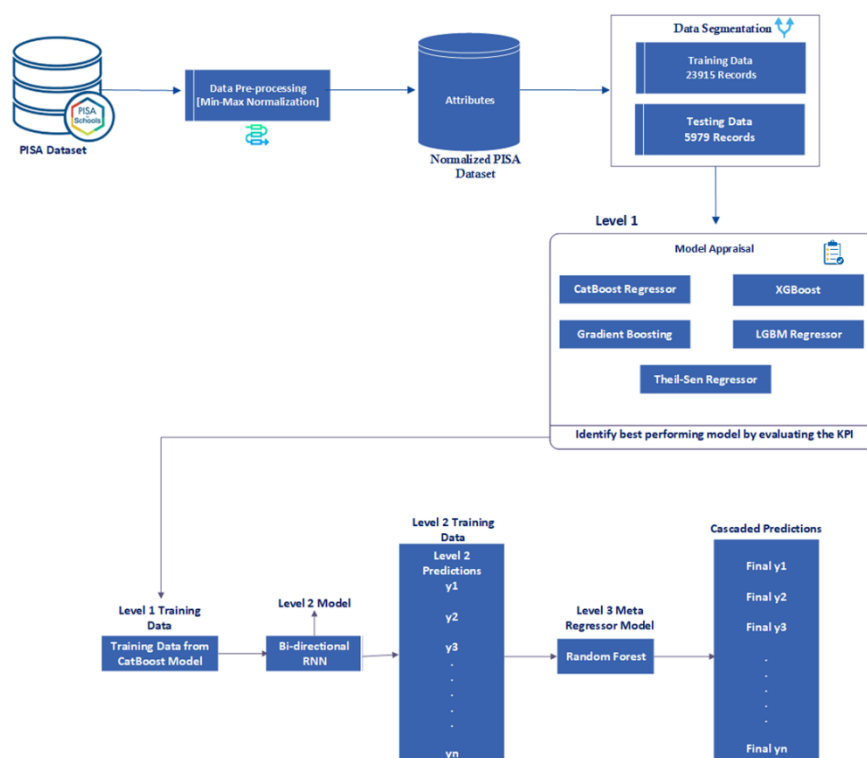 Data Segmentation
Training Data
23915 Records
Testing Data
5979 Records
Data Pre-processing
[Min-Max Normalization]
Attributes
PISA
for Schools
PISA Dataset
Normalized PISA
Dataset
Level 1
Model Appraisal
CatBoost Regressor
XGBoost
Gradient Boosting
LGBM Regressor
Theil-Sen Regressor
Identify best performing model by evaluating the KPI
Level 2 Training
Data
Level 2
Predictions
y1
y2
y3
.
.
.
.
.
yn
Cascaded Predictions
Final y1
Final y2
Final y3
.
.
.
.
.
Final yn
Level 1 Training
Data
Training Data from
CatBoost Model
Level 2 Model
Bi-directional
RNN
Level 3 Meta
Regressor Model
Random Forest